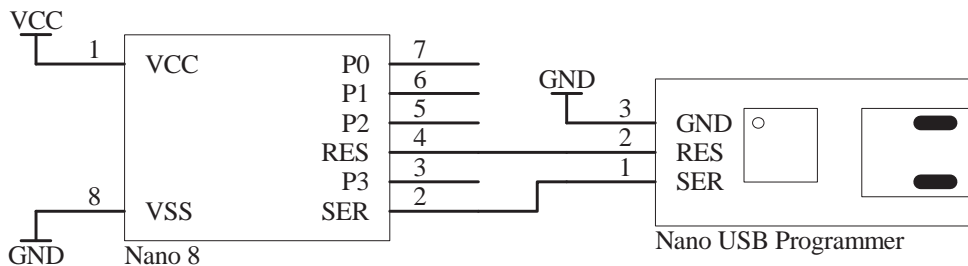 VCC
1
VCC
P0
7
P1
6
P2
5
RES
4
P3
3
SER
2
8
VSS
GND
Nano 8
GND
3
GND
2
RES
1
SER
Nano USB Programmer